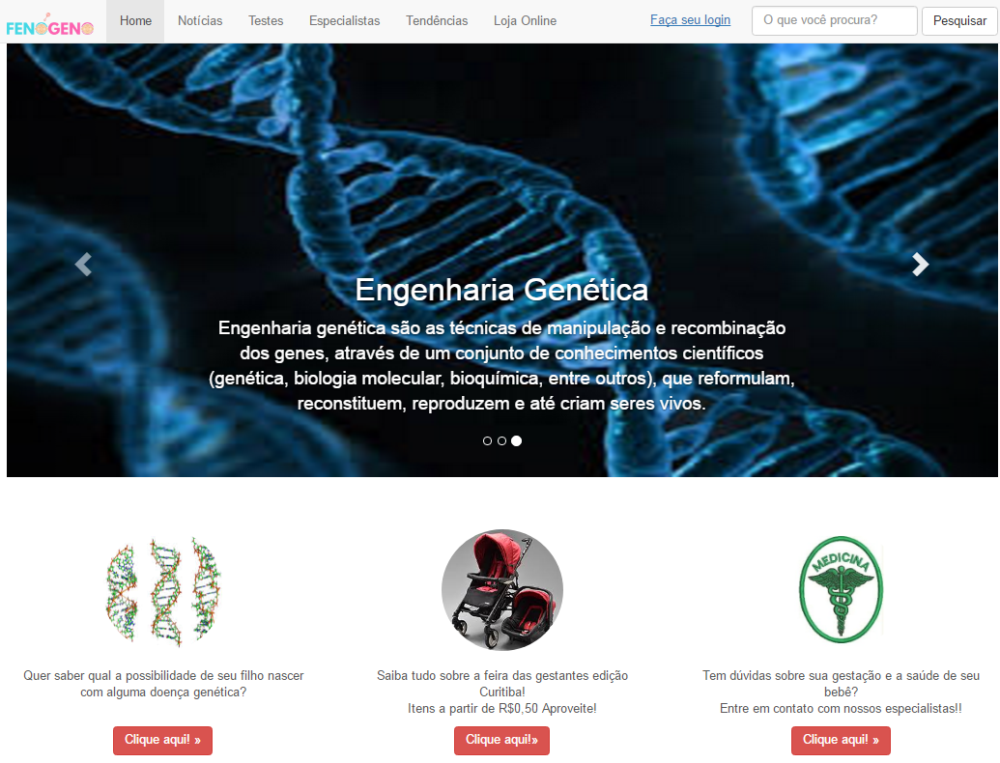 FENOGENO
Home Notícias Testes Especialistas Tendências Loja Online Faça seu login O que você procura? Pesquisar
Engenharia Genética
Engenharia genética são as técnicas de manipulação e recombinação
dos genes, através de um conjunto de conhecimentos científicos
(genética, biologia molecular, bioquímica, entre outros), que reformulam,
reconstituem, reproduzem e até criam seres vivos.
MEDICINA
Quer saber qual a possibilidade de seu filho nascer
com alguma doença genética?
Clique aqui! »
Saiba tudo sobre a feira das gestantes edição
Curitiba!
Itens a partir de R$0,50 Aproveite!
Clique aqui!»
Tem dúvidas sobre sua gestação e a saúde de seu
bebê?
Entre em contato com nossos especialistas!!
Clique aqui! »